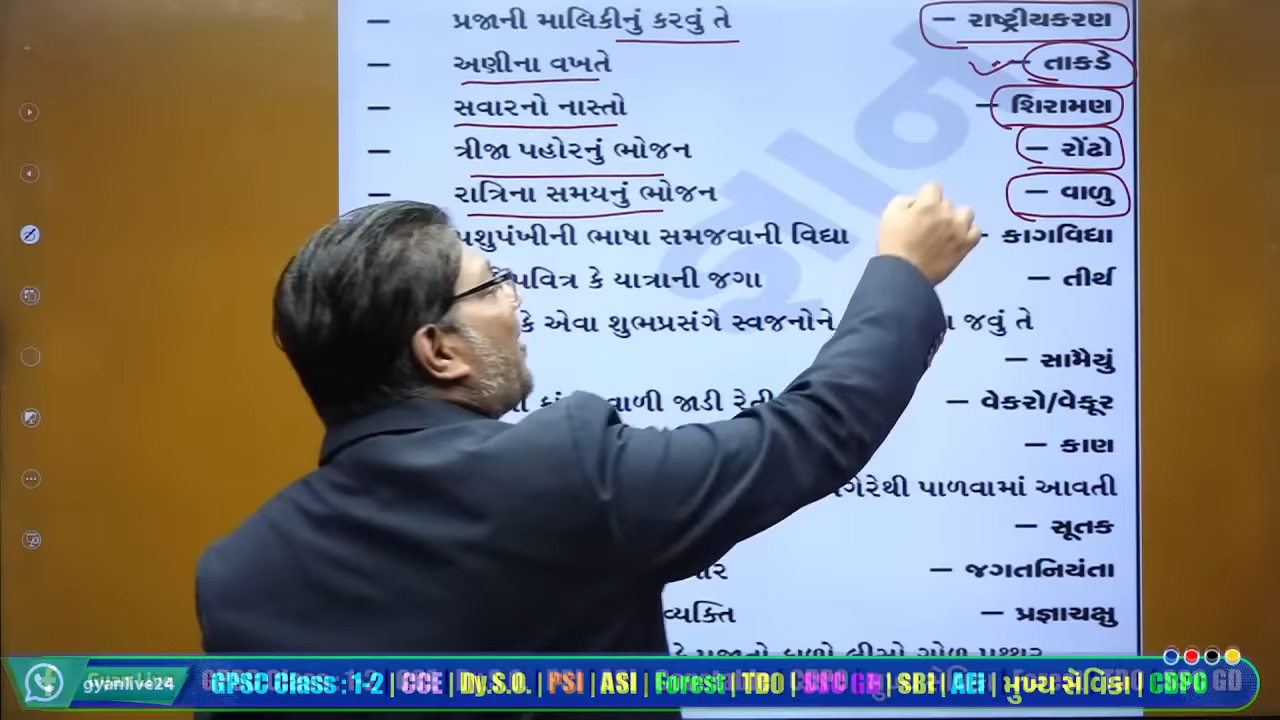 — પ્રજાની માલિકીનું કરવું તે — રાષ્ટ્રીયકરણ
— અણીના વખતે — તાકડે
— સવારનો નાસ્તો — શિરામણ
— ત્રીજા પહોરનું ભોજન — રોંઢો
— રાત્રિના સમયનું ભોજન — વાળુ
પશુપંખીની ભાષા સમજવાની વિદ્યા - કાગવિદ્યા
પવિત્ર કે યાત્રાની જગા — તીર્થ
કે એવા શુભપ્રસંગે સ્વજનોને જવું તે
— સામૈયું
વાળી જાડી રેતી — વેકરો/વેકૂર
— કાણ
પાળવામાં આવતી
— સૂતક
— જગતનિયંતા
વ્યક્તિ — પ્રજ્ઞાચક્ષુ
gyanlive24 GPSC Class : 1-2 | CCE | Dy.S.O. | PSI | ASI | Forest | TDO | | SBI | AEi | મુખ્ય સેવિકા | CDPO